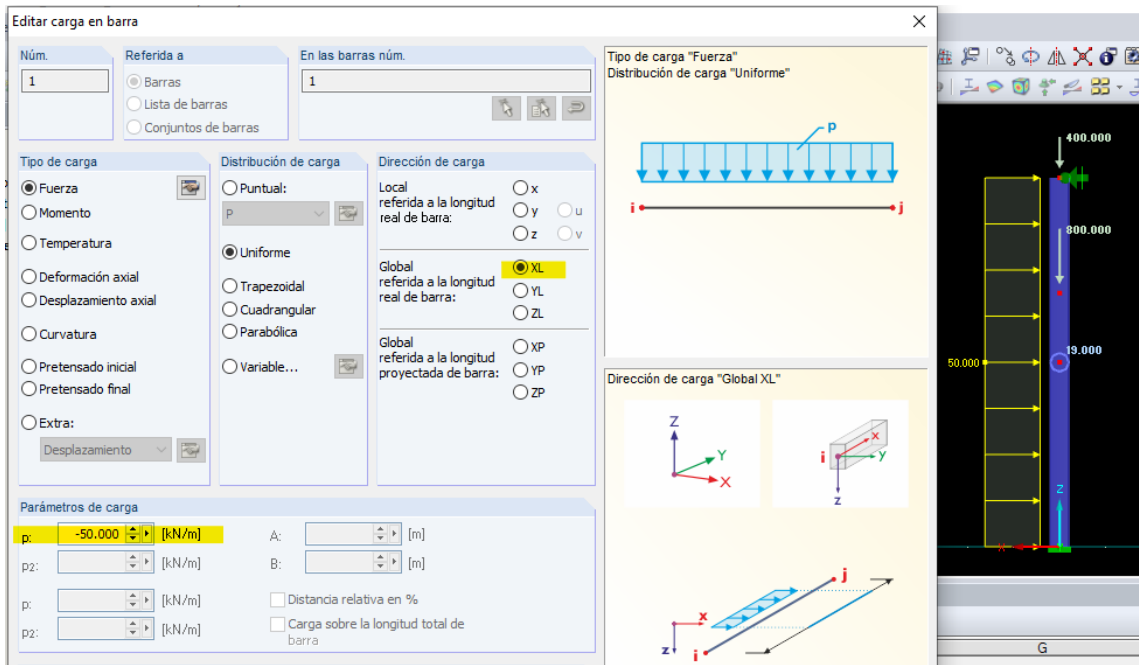 Editar carga en barra
Núm.
1
Referida a
Barras
Lista de barras
Conjuntos de barras
En las barras núm.
1
Tipo de carga
Fuerza
Momento
Temperatura
Deformación axial
Desplazamiento axial
Curvatura
Pretensado inicial
Pretensado final
Extra:
Desplazamiento
Distribución de carga
Puntual:
P
Uniforme
Trapezoidal
Cuadrangular
Parabólica
Variable...
Dirección de carga
Local
referida a la longitud
real de barra:
x
y
u
z
v
Global
referida a la longitud
real de barra:
XL
YL
ZL
Global
referida a la longitud
proyectada de barra:
XP
YP
ZP
Parámetros de carga
p: -50.000 [kN/m]
p2: [kN/m]
p: [kN/m]
p2: [kN/m]
A: [m]
B: [m]
Distancia relativa en %
Carga sobre la longitud total de
barra
Tipo de carga "Fuerza"
Distribución de carga "Uniforme"
p
i
j
Dirección de carga "Global XL"
Z
Y
X
x
i
y
z
j
x
z
i
400.000
800.000
19.000
50.000
Z
X
G